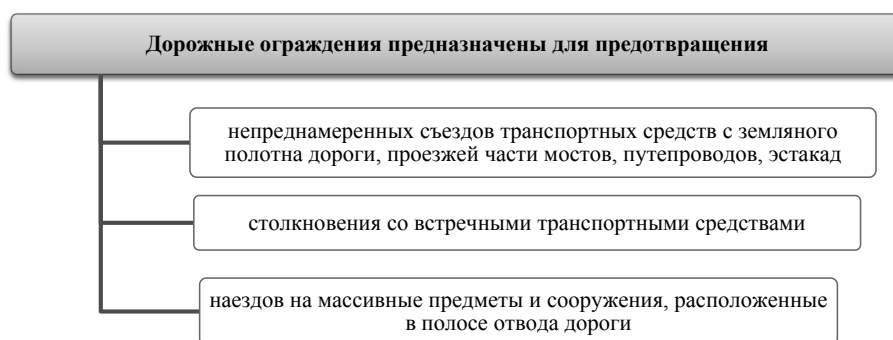 Дорожные ограждения предназначены для предотвращения
непреднамеренных съездов транспортных средств с земляного
полотна дороги, проезжей части мостов, путепроводов, эстакад
столкновения со встречными транспортными средствами
наездов на массивные предметы и сооружения, расположенные
в полосе отвода дороги